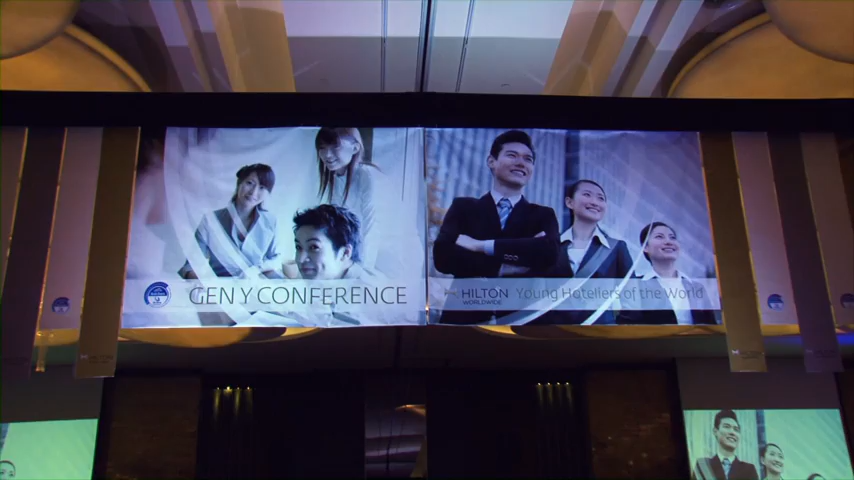 GEN Y CONFERENCE
HILTON
WORLDWIDE
Young Hoteliers of the World